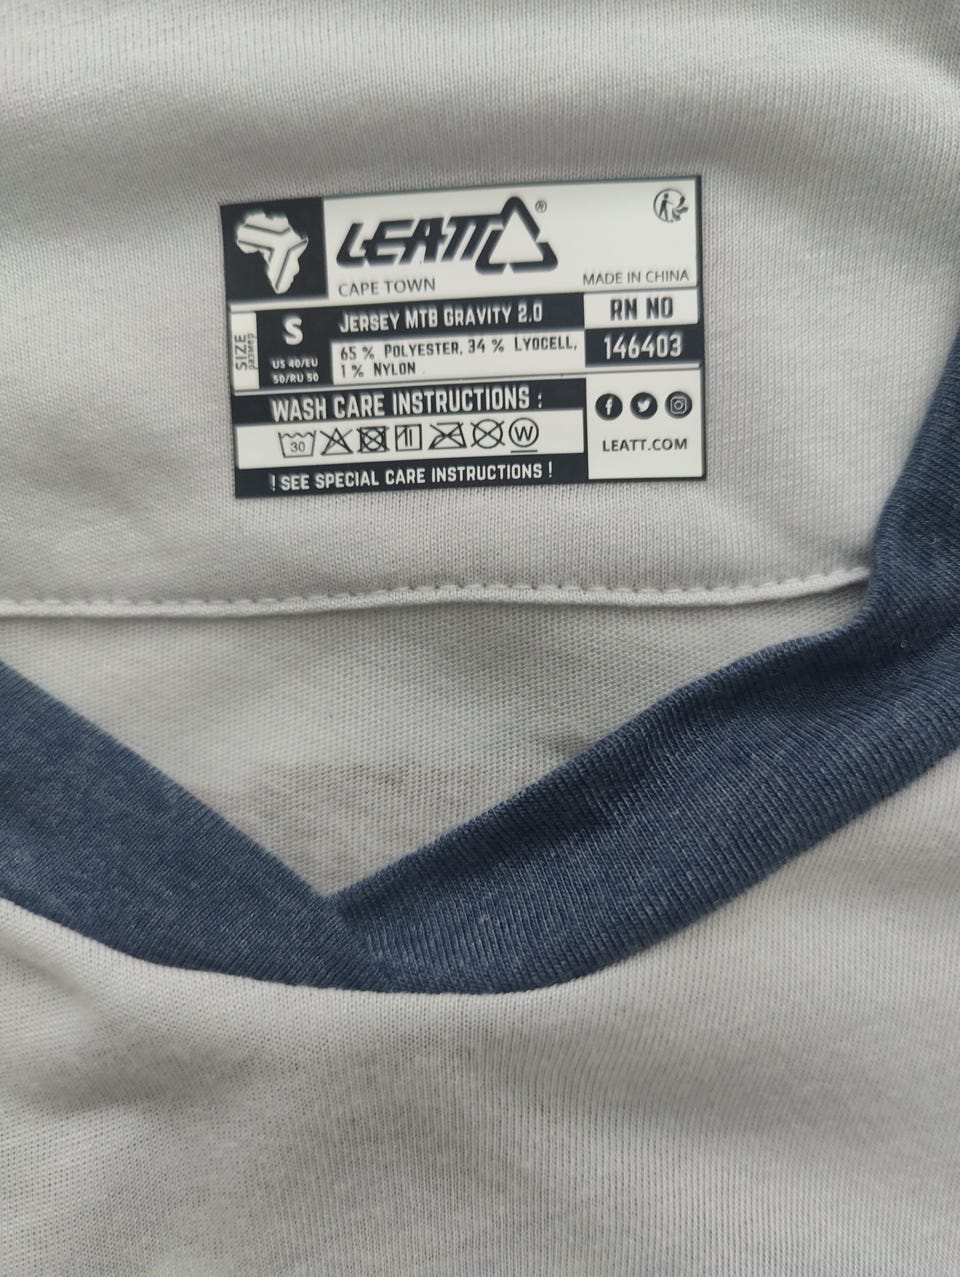 LEATT®
CAPE TOWN
MADE IN CHINA
SIZE
размер
S
US 40/EU
50/RU 50
JERSEY MTB GRAVITY 2.0
65 % POLYESTER, 34 % LYOCELL,
1 % NYLON
RN NO
146403
WASH CARE INSTRUCTIONS :
30
W
! SEE SPECIAL CARE INSTRUCTIONS !
LEATT.COM